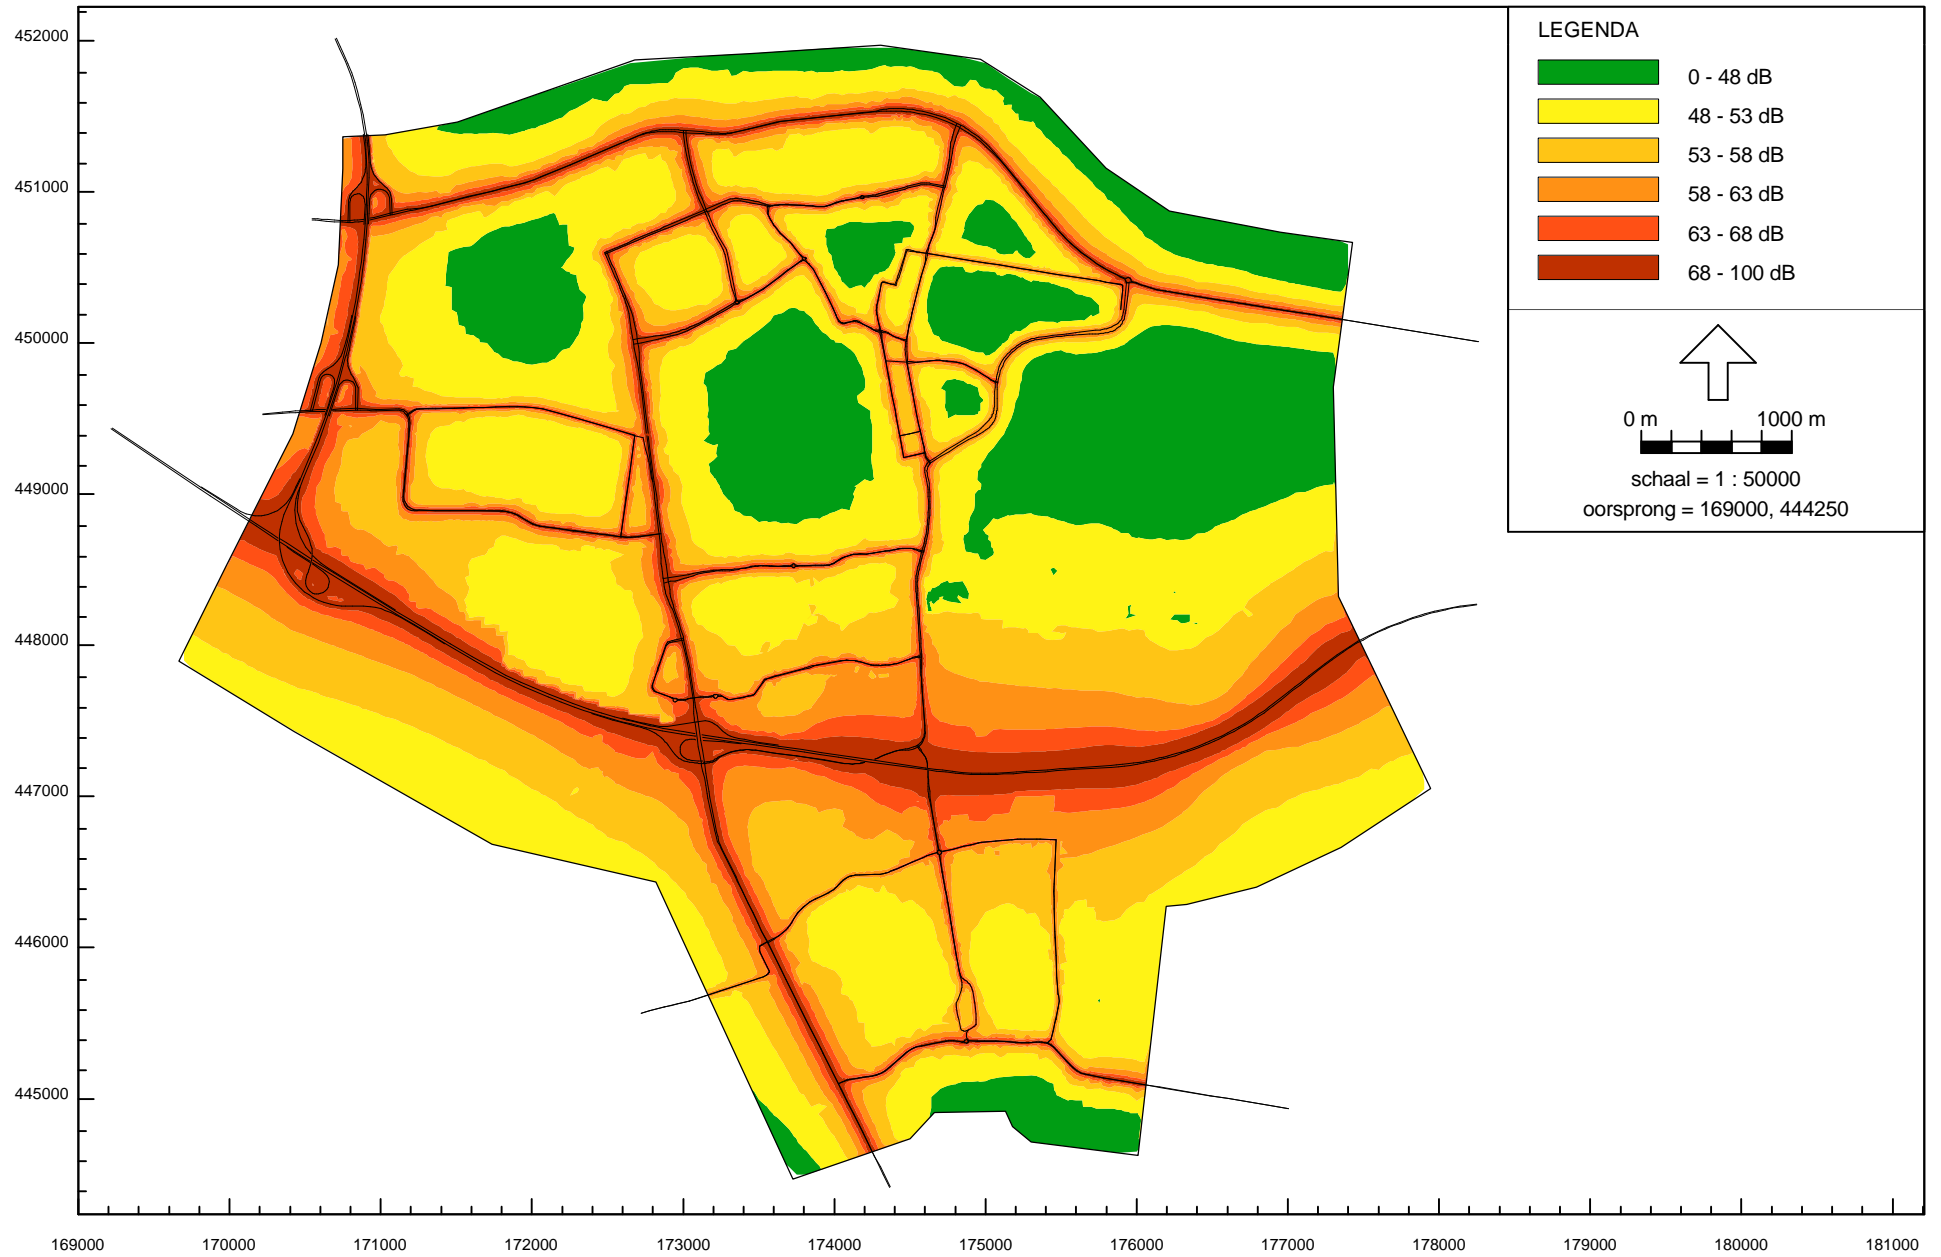 LEGENDA
0 - 48 dB
48 - 53 dB
53 - 58 dB
58 - 63 dB
63 - 68 dB
68 - 100 dB
0 m 1000 m
schaal = 1 : 50000
oorsprong = 169000, 444250
452000
451000
450000
449000
448000
447000
446000
445000
169000 170000 171000 172000 173000 174000 175000 176000 177000 178000 179000 180000 181000